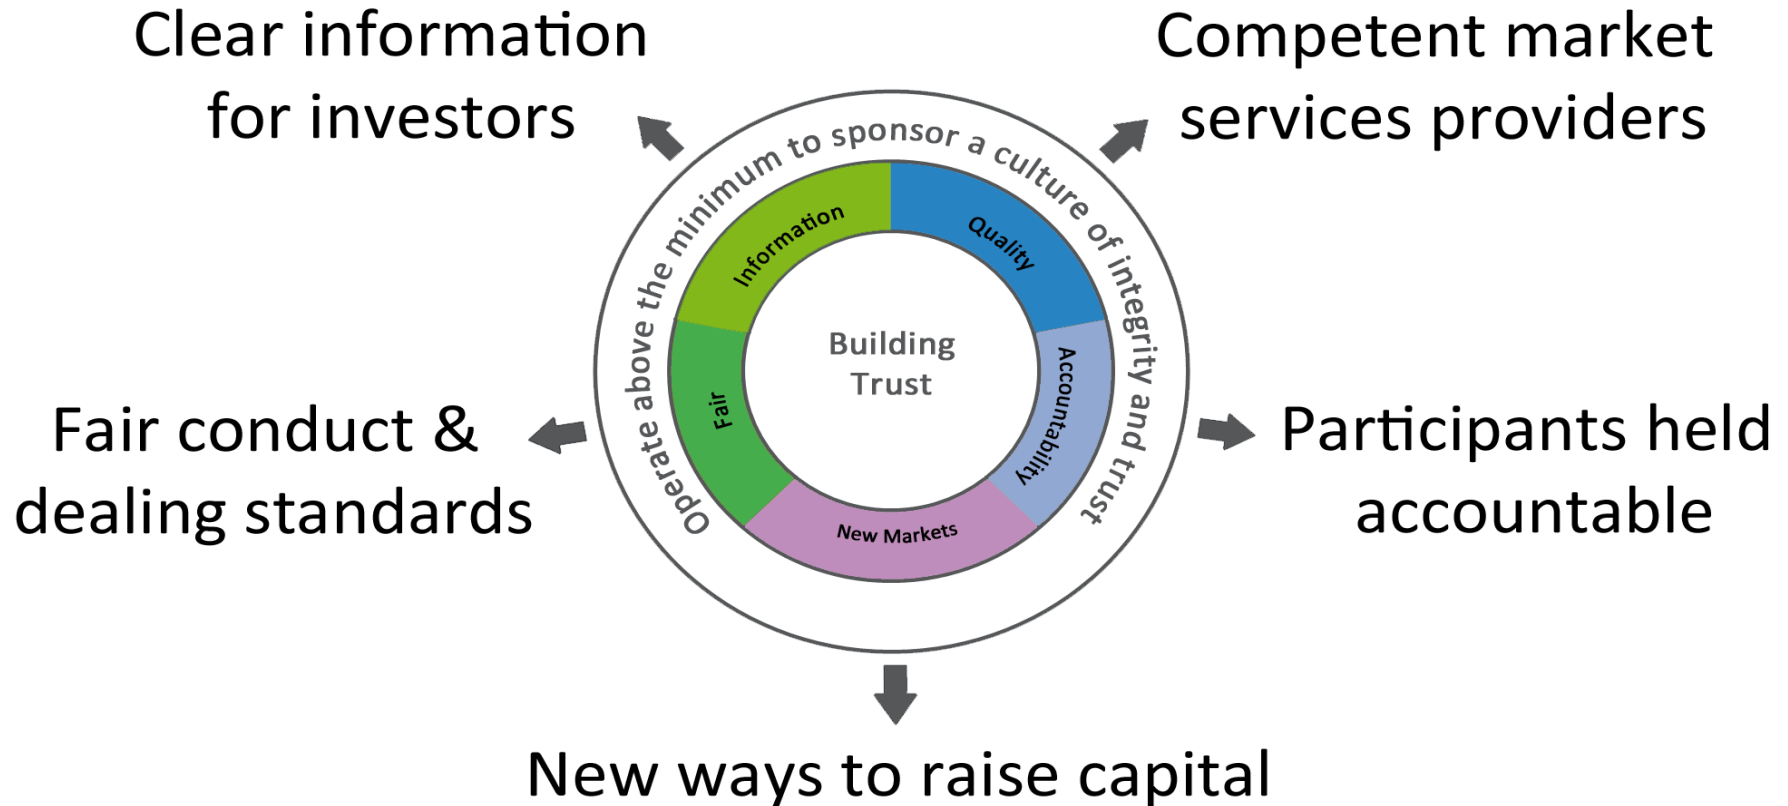 Clear information
for investors
Competent market
services providers
Operate above the minimum to sponsor a culture of integrity and trust
Information
Quality
Building
Trust
Fair
Accountability
New Markets
Fair conduct &
dealing standards
Participants held
accountable
New ways to raise capital